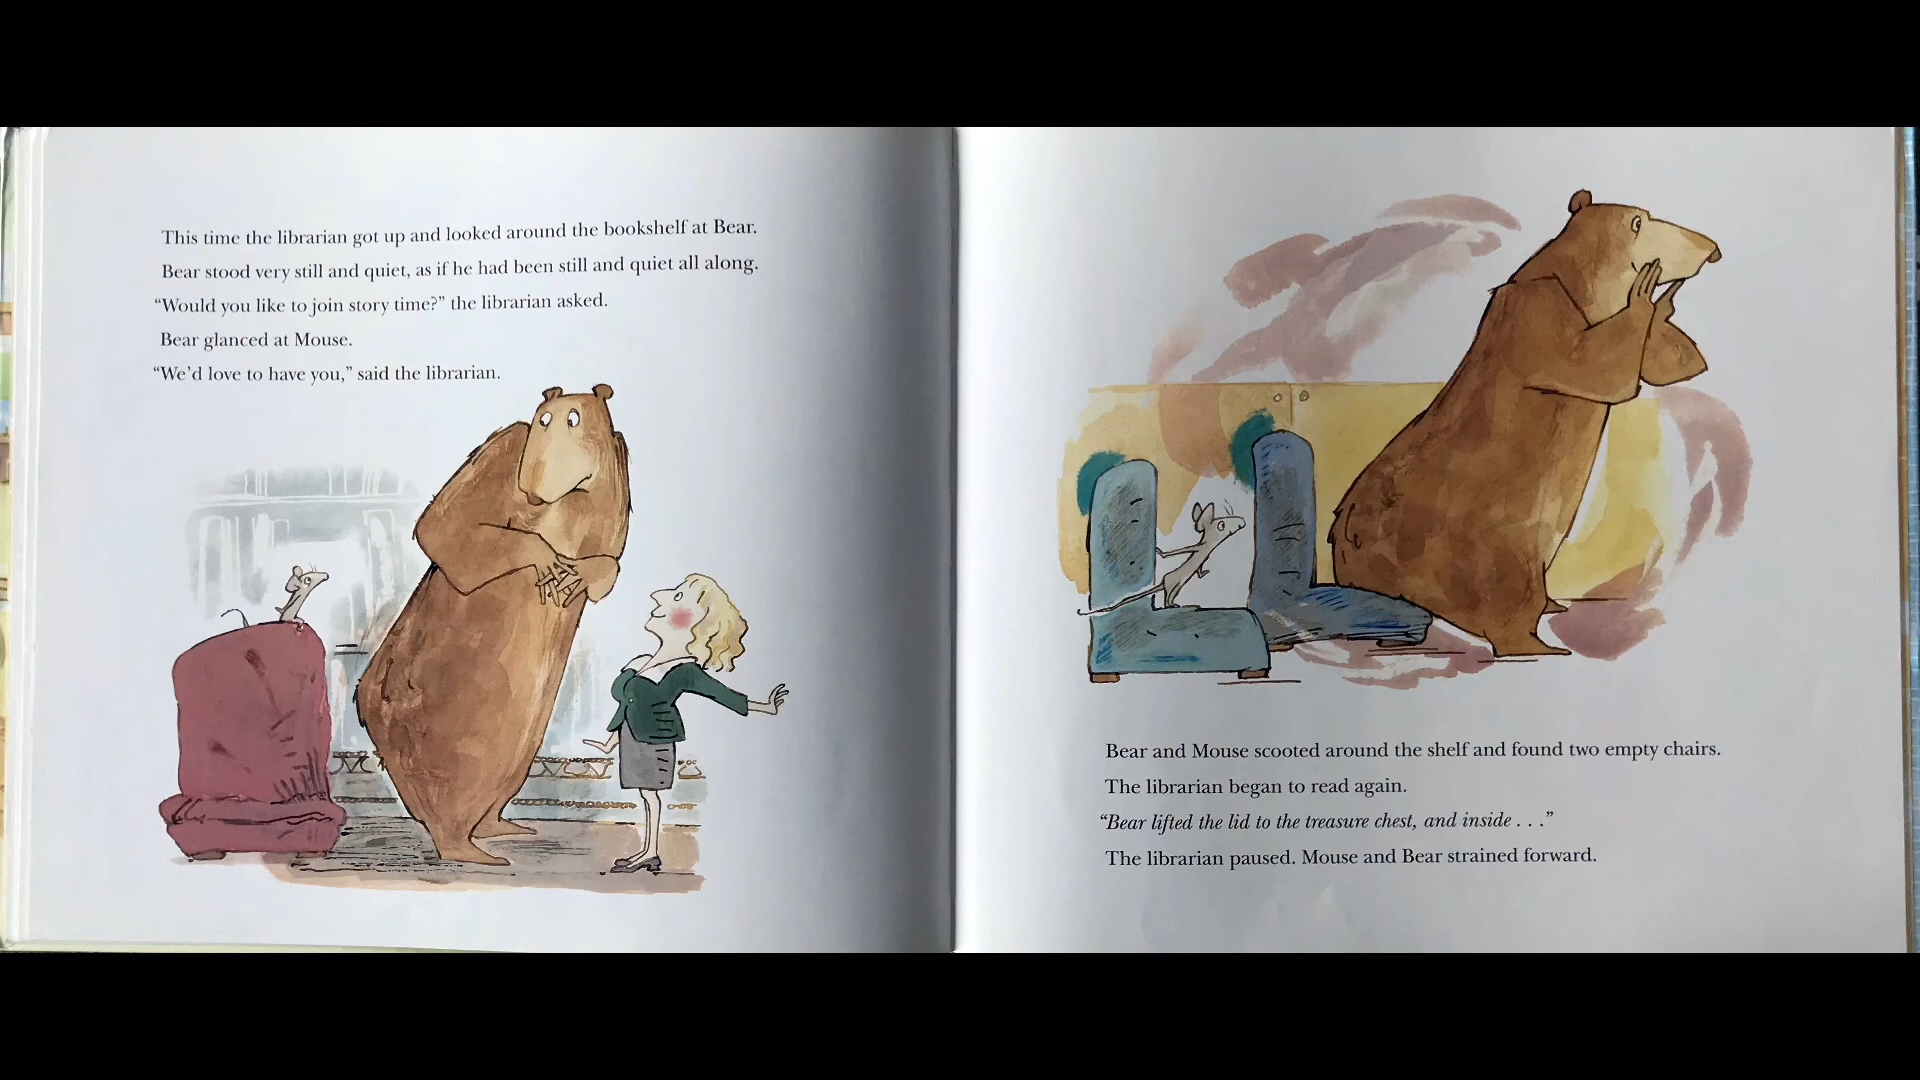 This time the librarian got up and looked around the bookshelf at Bear.
Bear stood very still and quiet, as if he had been still and quiet all along.
“Would you like to join story time?” the librarian asked.
Bear glanced at Mouse.
“We’d love to have you,” said the librarian.
Bear and Mouse scooted around the shelf and found two empty chairs.
The librarian began to read again.
“Bear lifted the lid to the treasure chest, and inside . . .”
The librarian paused. Mouse and Bear strained forward.